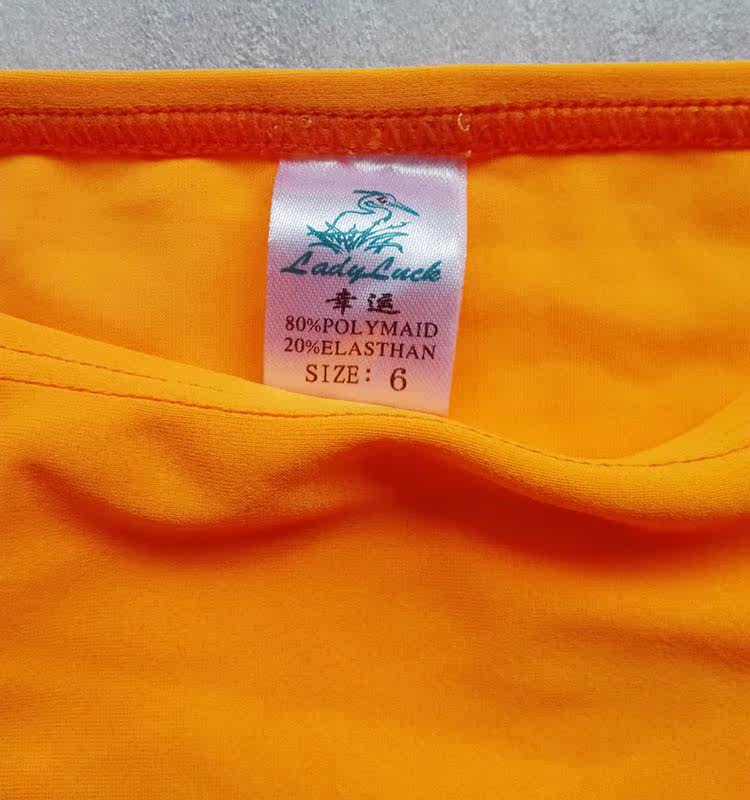 LadyLuck
幸运
80%POLYMAID
20%ELASTHAN
SIZE: 6